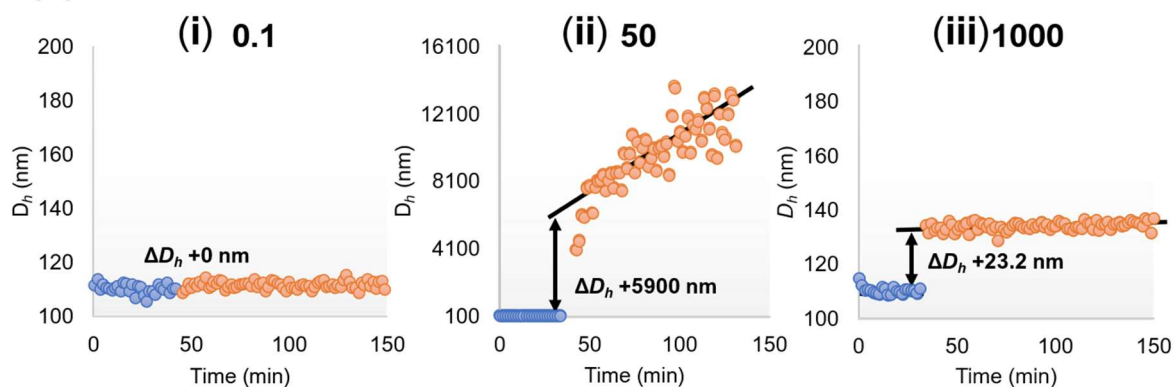 (i) 0.1
200
180
160
140
120
100
D_h (nm)
ΔD_h +0 nm
0 50 100 150
Time (min)
(ii) 50
16100
12100
8100
4100
100
D_h (nm)
ΔD_h +5900 nm
0 50 100 150
Time (min)
(iii) 1000
200
180
160
140
120
100
D_h (nm)
ΔD_h +23.2 nm
0 50 100 150
Time (min)